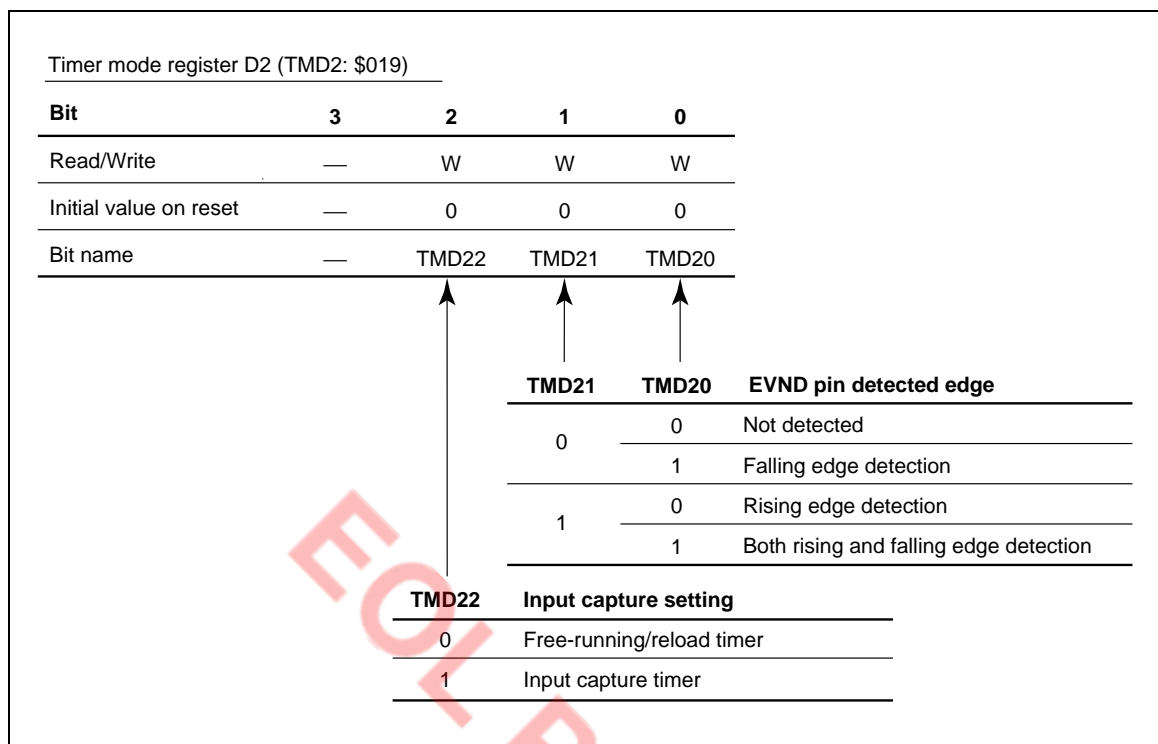 Timer mode register D2 (TMD2: $019)
Bit 3 2 1 0
Read/Write — W W W
Initial value on reset — 0 0 0
Bit name — TMD22 TMD21 TMD20
TMD21 TMD20 EVND pin detected edge
0 0 Not detected
1 Falling edge detection
1 0 Rising edge detection
1 Both rising and falling edge detection
TMD22 Input capture setting
0 Free-running/reload timer
1 Input capture timer
EOL